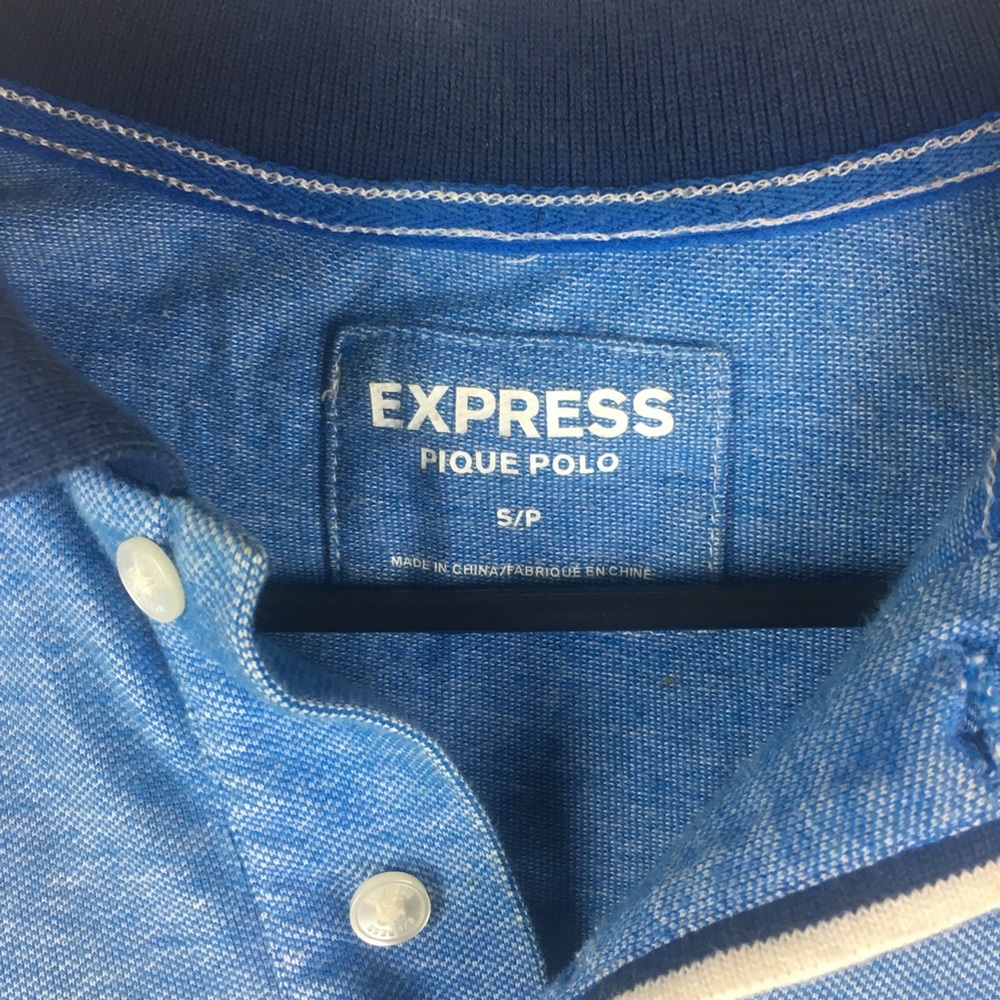 EXPRESS
PIQUE POLO
S/P
MADE IN CHINA/FABRIQUÉ EN CHINE